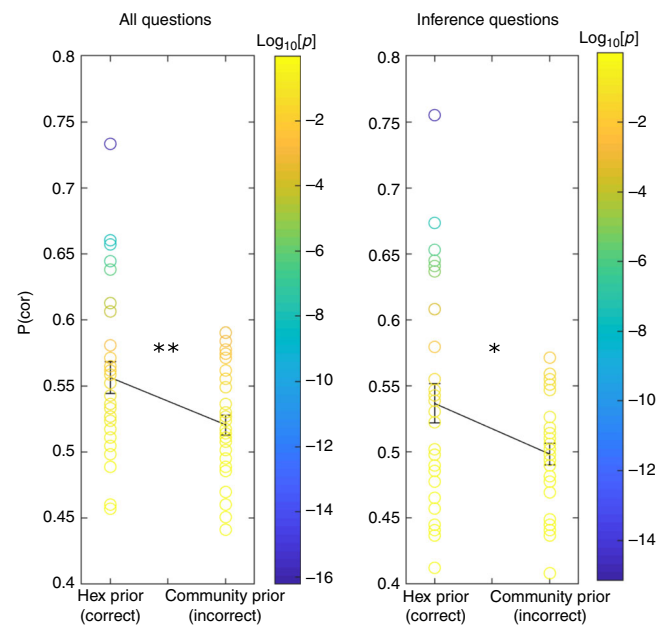 All questions
Inference questions
Log10[p]
Log10[p]
0.8
0.75
0.7
0.65
0.6
0.55
0.5
0.45
0.4
P(cor)
**
Hex prior
(correct)
Community prior
(incorrect)
−2
−4
−6
−8
−10
−12
−14
−16
0.8
0.75
0.7
0.65
0.6
0.55
0.5
0.45
0.4
*
Hex prior
(correct)
Community prior
(incorrect)
−2
−4
−6
−8
−10
−12
−14